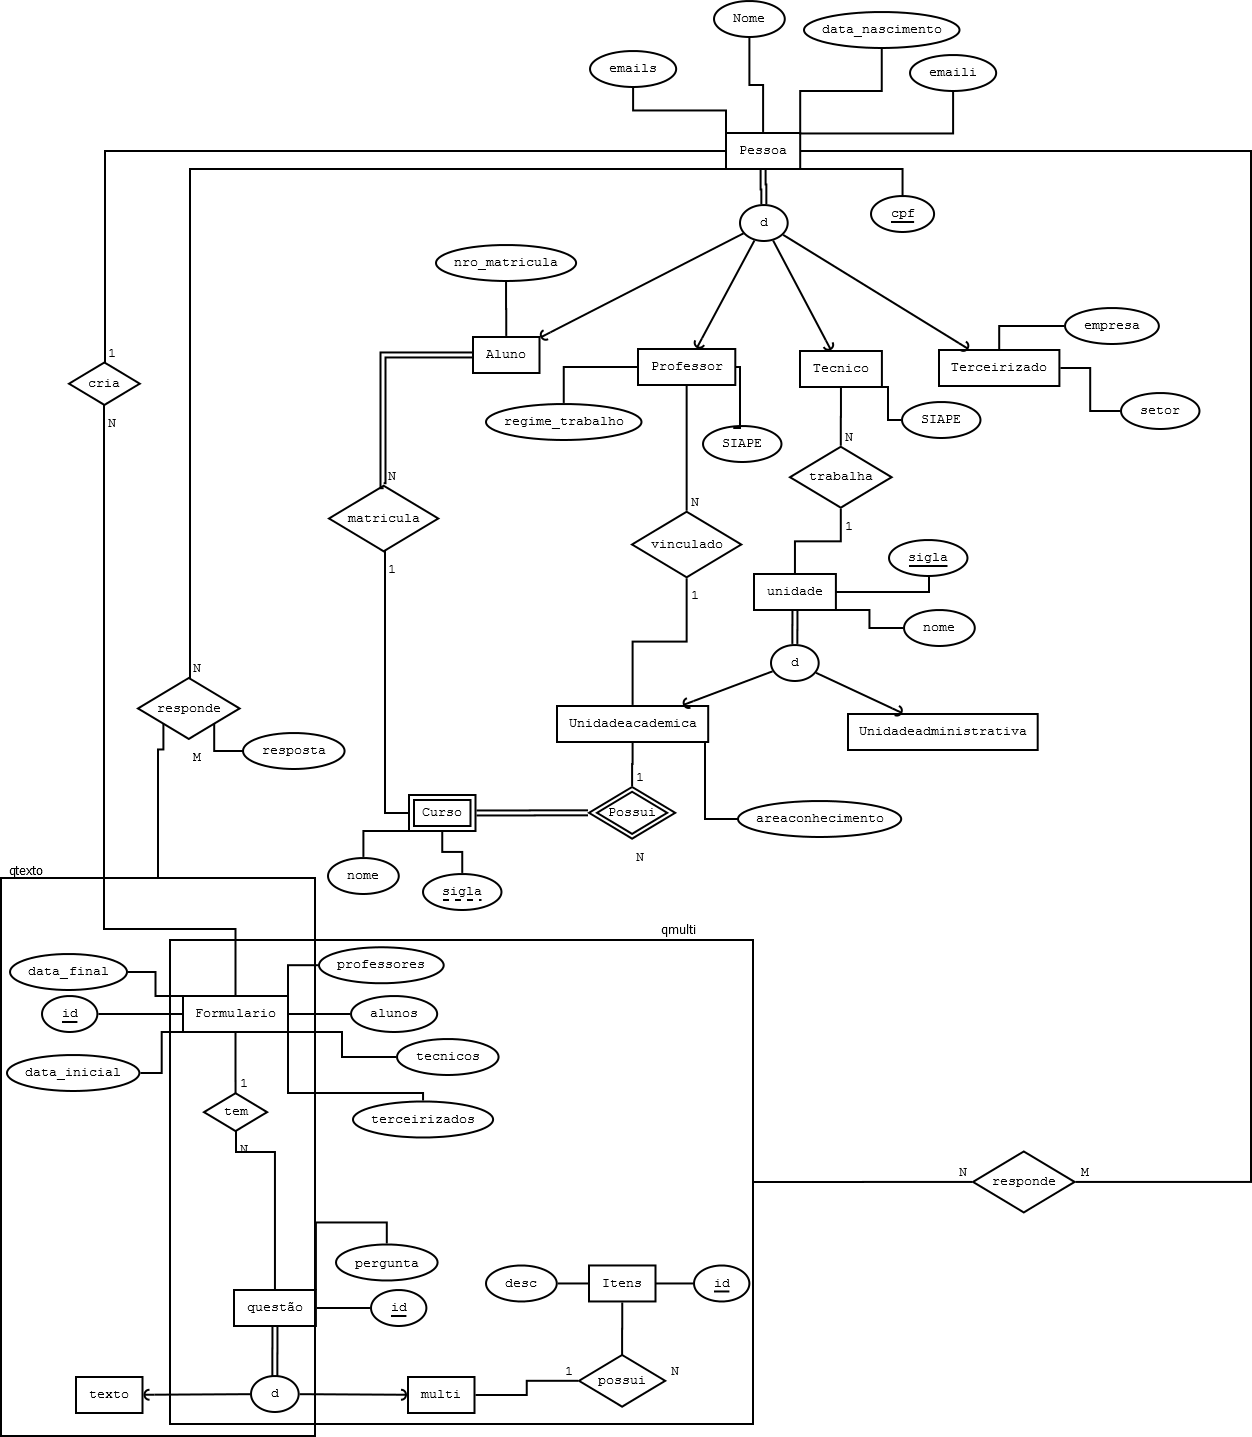 Nome
data_nascimento
emails
emaili
Pessoa
cpf
d
nro_matricula
empresa
1
Aluno
Professor
Tecnico
Terceirizado
cria
N
regime_trabalho
SIAPE
SIAPE
setor
N
N
trabalha
matricula
N
1
vinculado
sigla
1
unidade
1
nome
d
N
responde
Unidadeacademica
Unidadeadministrativa
M
resposta
1
Curso
Possui
areaconhecimento
N
nome
sigla
qtexto
qmulti
data_final
professores
id
Formulario
alunos
data_inicial
tecnicos
1
tem
terceirizados
N
N
responde
M
pergunta
desc
Itens
id
questão
id
1
possui
N
texto
d
multi